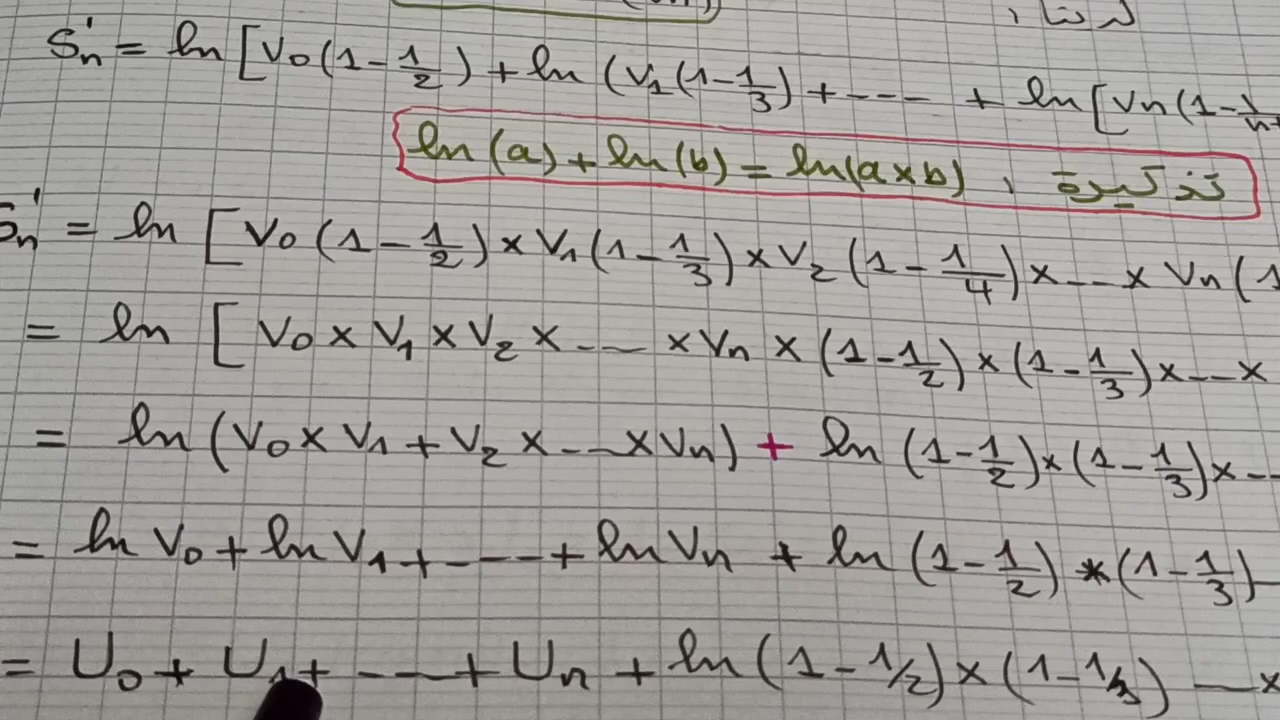 لدينا :
S'n = ln [V₀(1-1/2) + ln (V₁(1-1/3) + ---- + ln [Vn(1-1/n+
ln (a) + ln (b) = ln(a×b) : تذكيرة
S'n = ln [V₀(1-1/2) × V₁(1-1/3) × V₂(1-1/4) × --- × Vn(1
= ln [V₀ × V₁ × V₂ × --- × Vn × (1-1/2) × (1-1/3) × --- ×
= ln (V₀ × V₁ + V₂ × --- × Vn) + ln (1-1/2) × (1-1/3) × --
= ln V₀ + ln V₁ + ---- + ln Vn + ln (1-1/2) * (1-1/3) -
= U₀ + U₁ + ---- + Un + ln (1-1/2) × (1-1/3) -- ×